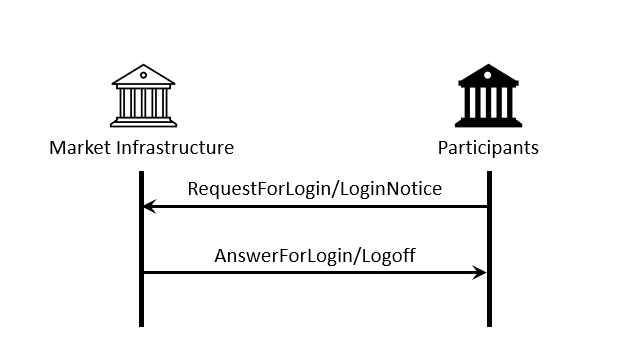 Market Infrastructure
Participants
RequestForLogin/LoginNotice
AnswerForLogin/Logoff